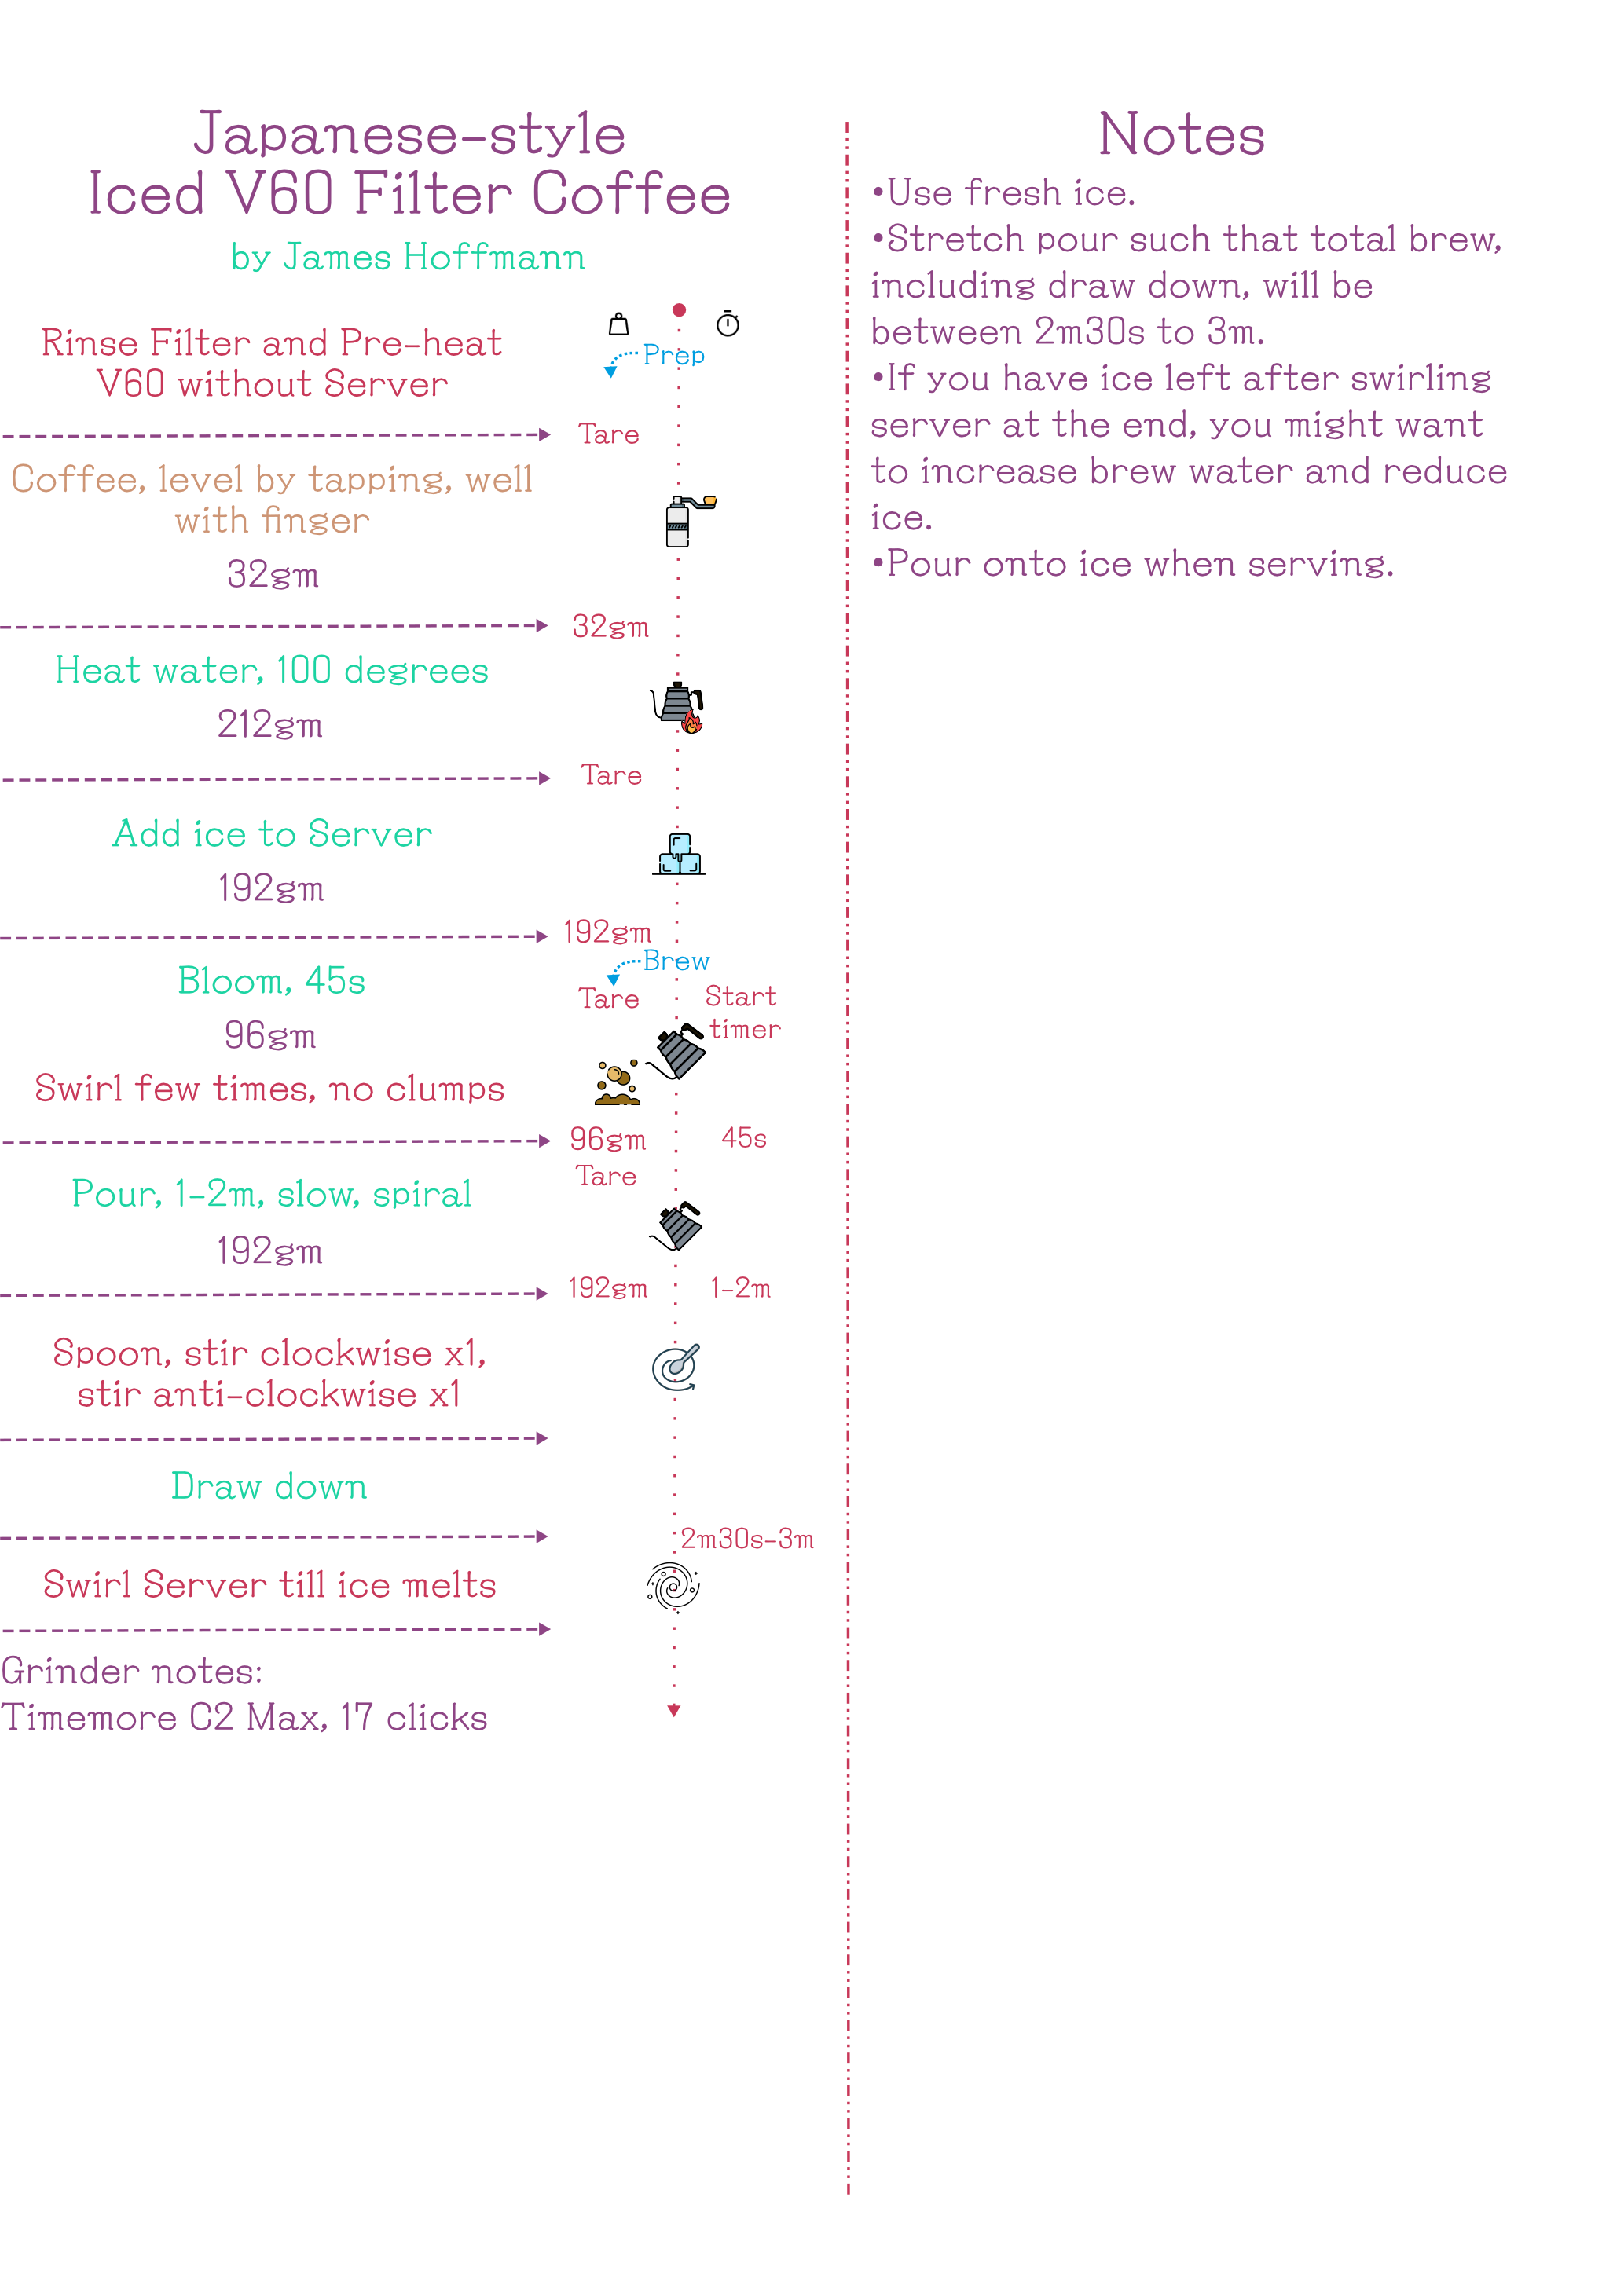 Japanese-style
Iced V60 Filter Coffee
by James Hoffmann
Prep
Rinse Filter and Pre-heat
V60 without Server
Tare
Coffee, level by tapping, well
with finger
32gm
32gm
Heat water, 100 degrees
212gm
Tare
Add ice to Server
192gm
192gm
Brew
Bloom, 45s
Tare
Start
timer
96gm
Swirl few times, no clumps
96gm
45s
Tare
Pour, 1-2m, slow, spiral
192gm
192gm
1-2m
Spoon, stir clockwise x1,
stir anti-clockwise x1
Draw down
2m30s-3m
Swirl Server till ice melts
Grinder notes:
Timemore C2 Max, 17 clicks
Notes
•Use fresh ice.
•Stretch pour such that total brew,
including draw down, will be
between 2m30s to 3m.
•If you have ice left after swirling
server at the end, you might want
to increase brew water and reduce
ice.
•Pour onto ice when serving.